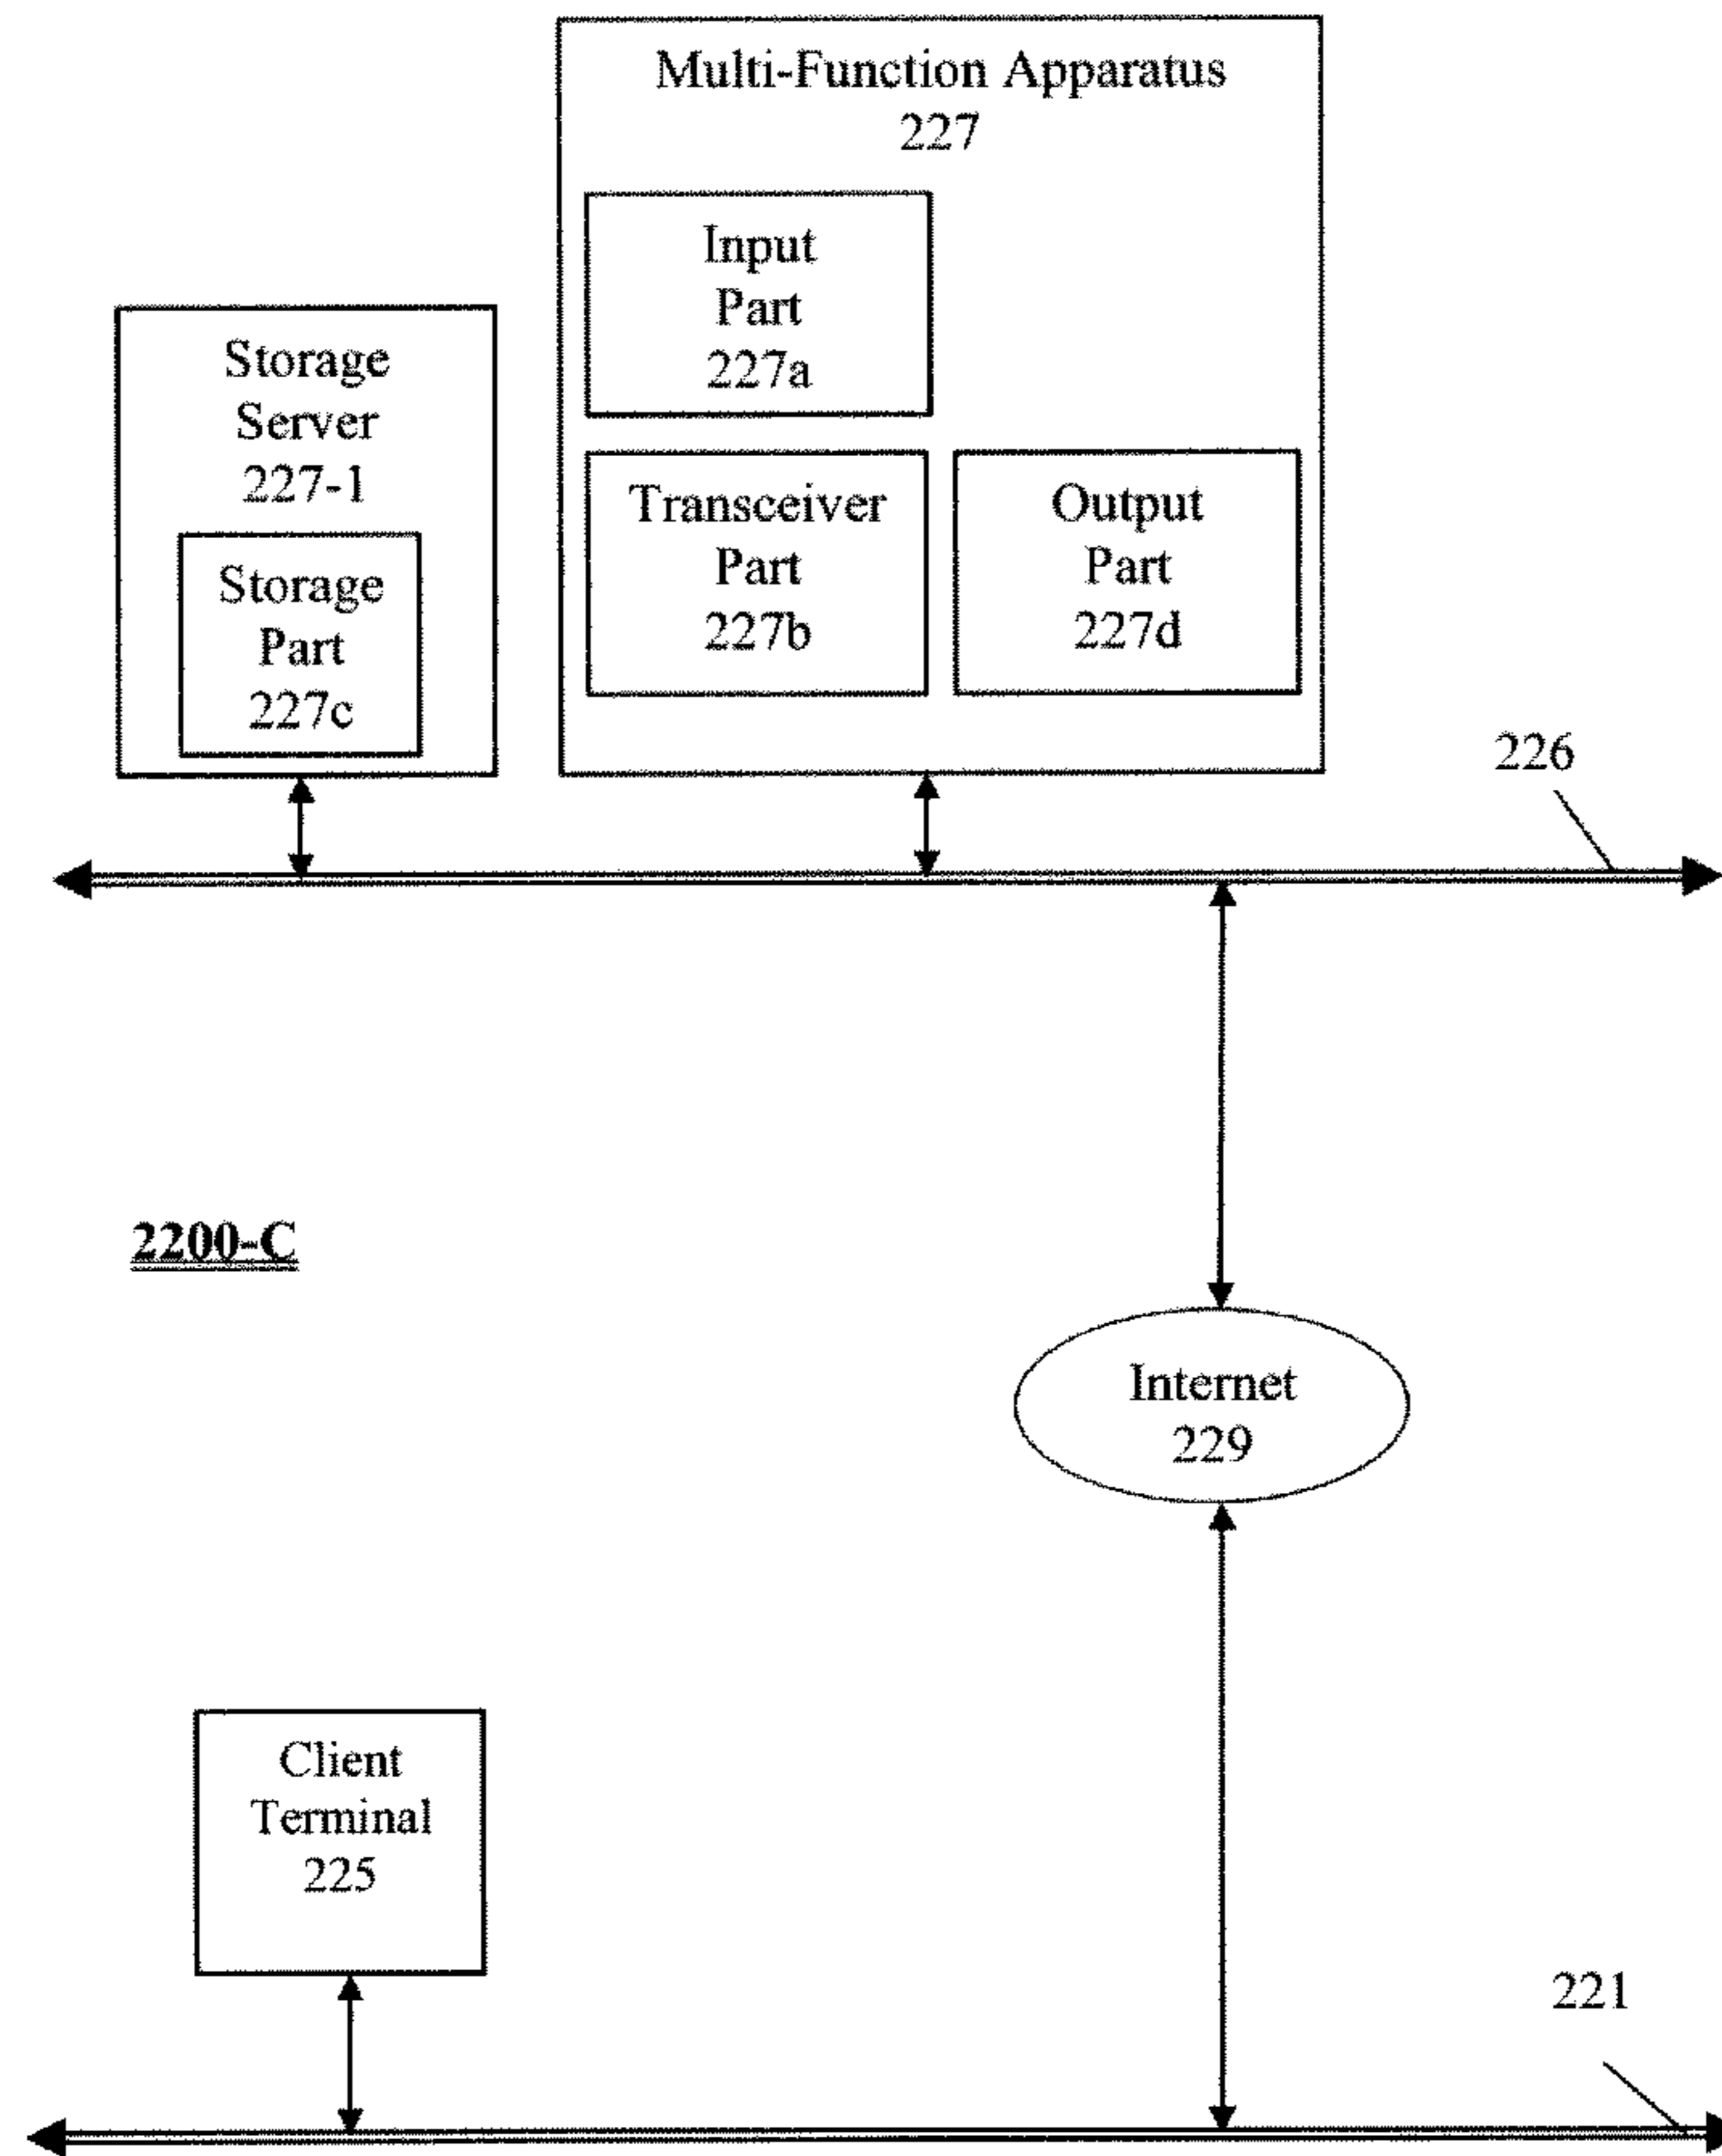 Multi-Function Apparatus
227
Input
Part
227a
Storage
Server
227-1
Storage
Part
227c
Transceiver
Part
227b
Output
Part
227d
226
2200-C
Internet
229
Client
Terminal
225
221